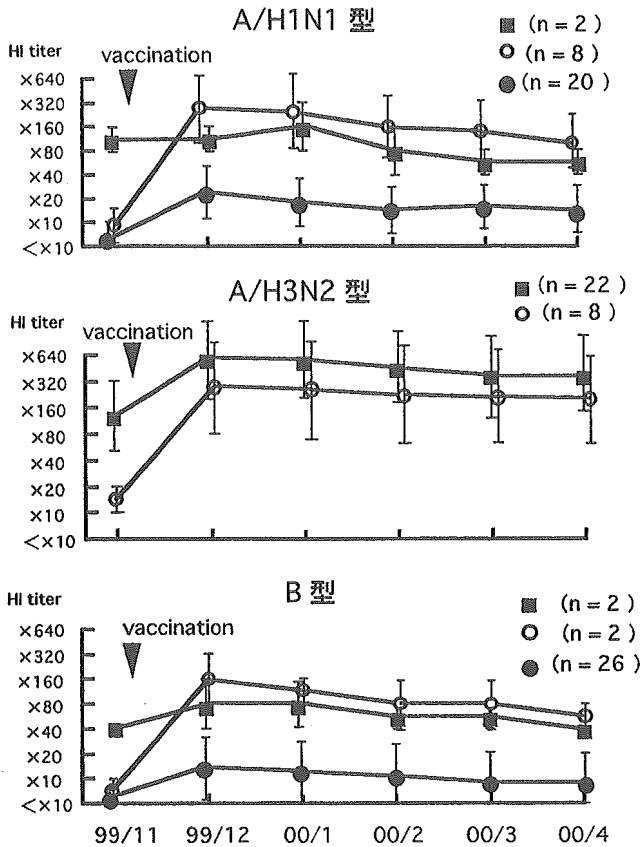 A/H1N1 型
(n = 2)
(n = 8)
(n = 20)
HI titer
vaccination
×640
×320
×160
×80
×40
×20
×10
<×10
A/H3N2 型
(n = 22)
(n = 8)
HI titer
vaccination
×640
×320
×160
×80
×40
×20
×10
<×10
B 型
(n = 2)
(n = 2)
(n = 26)
HI titer
vaccination
×640
×320
×160
×80
×40
×20
×10
<×10
99/11 99/12 00/1 00/2 00/3 00/4